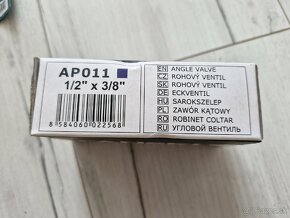 AP011
1/2" x 3/8"
8 584060 022568
EN ANGLE VALVE
CZ ROHOVÝ VENTIL
SK ROHOVÝ VENTIL
DE ECKVENTIL
HU SAROKSZELEP
PL ZAWÓR KĄTOWY
RO ROBINET COLTAR
RU УГЛОВОЙ ВЕНТИЛЬ